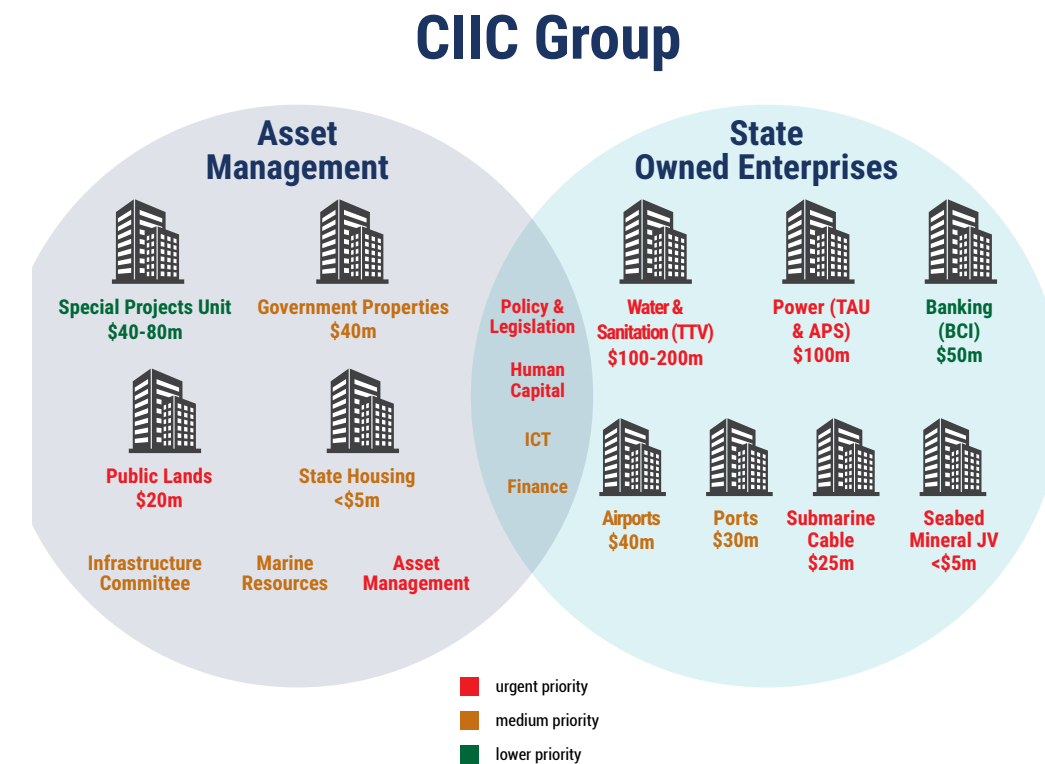 CIIC Group
Asset
Management
State
Owned Enterprises
Special Projects Unit
$40-80m
Government Properties
$40m
Public Lands
$20m
State Housing
<$5m
Infrastructure
Committee
Marine
Resources
Asset
Management
Policy &
Legislation
Human
Capital
ICT
Finance
Water &
Sanitation (TTV)
$100-200m
Power (TAU
& APS)
$100m
Banking
(BCI)
$50m
Airports
$40m
Ports
$30m
Submarine
Cable
$25m
Seabed
Mineral JV
<$5m
urgent priority
medium priority
lower priority